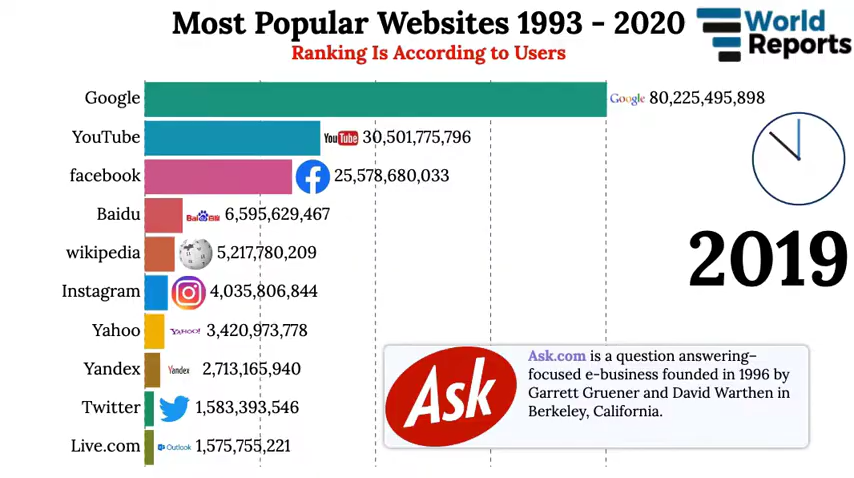 Most Popular Websites 1993 - 2020
Ranking Is According to Users
World
Reports
Google Google 80,225,495,898
YouTube YouTube 30,501,775,796
facebook f 25,578,680,033
Baidu Bai du 百度 6,595,629,467
wikipedia 5,217,780,209
Instagram 4,035,806,844
Yahoo YAHOO! 3,420,973,778
Yandex Yandex 2,713,165,940
Twitter 1,583,393,546
Live.com Outlook 1,575,755,221
2019
Ask
Ask.com is a question answering–
focused e-business founded in 1996 by
Garrett Gruener and David Warthen in
Berkeley, California.